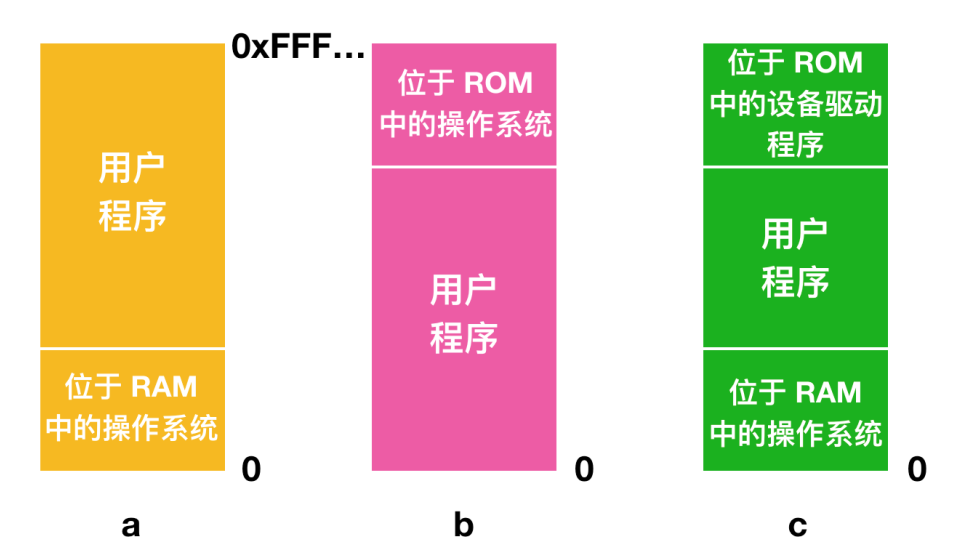 用户
程序
位于 RAM
中的操作系统
0
a
0xFFF...
位于 ROM
中的操作系统
用户
程序
0
b
位于 ROM
中的设备驱动
程序
用户
程序
位于 RAM
中的操作系统
0
c